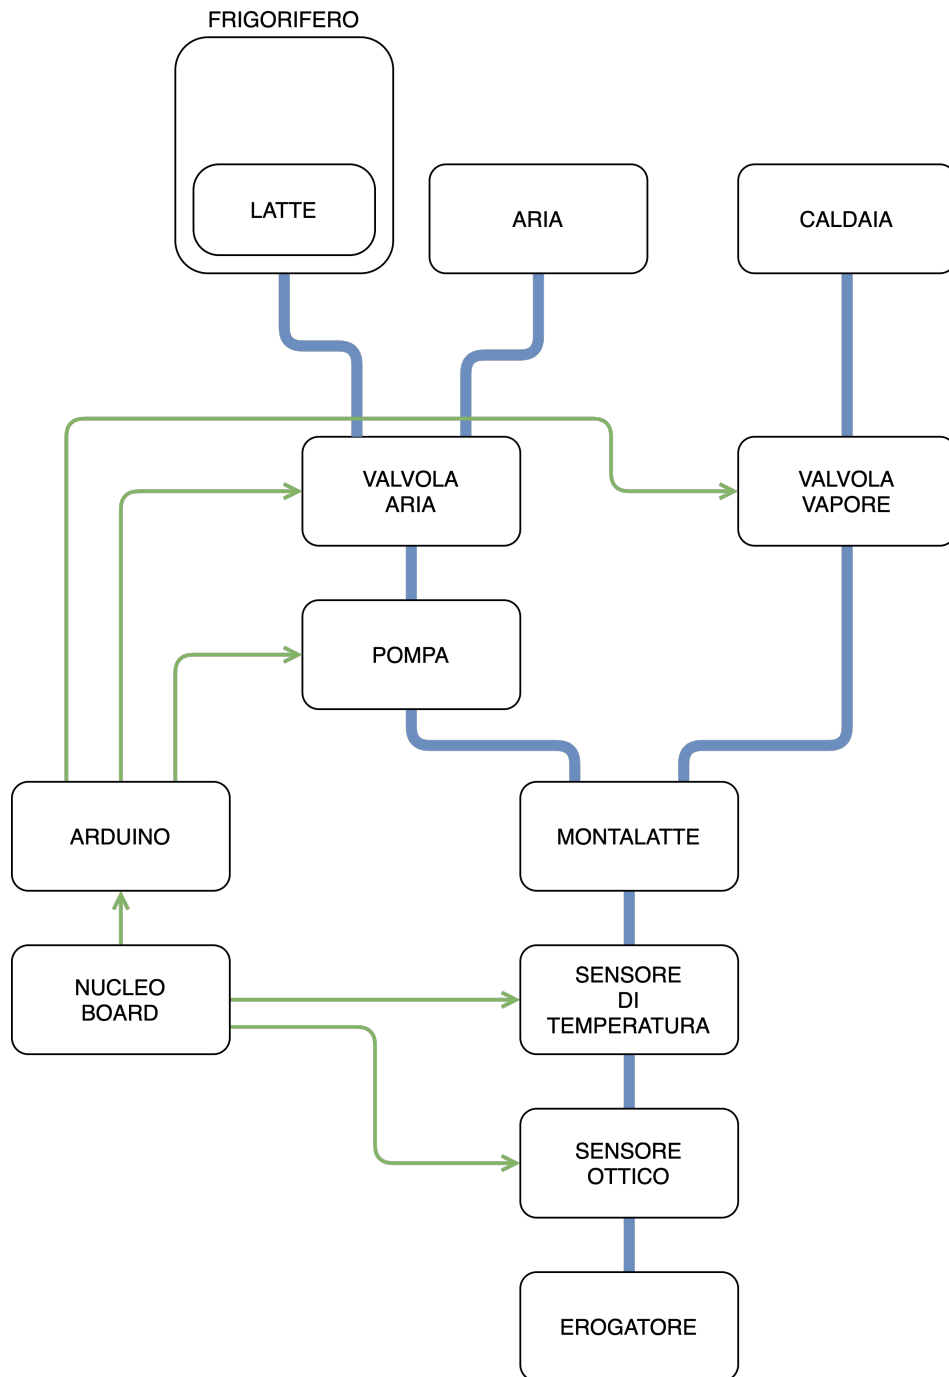 FRIGORIFERO
LATTE
ARIA
CALDAIA
VALVOLA
ARIA
VALVOLA
VAPORE
POMPA
ARDUINO
MONTALATTE
NUCLEO
BOARD
SENSORE
DI
TEMPERATURA
SENSORE
OTTICO
EROGATORE